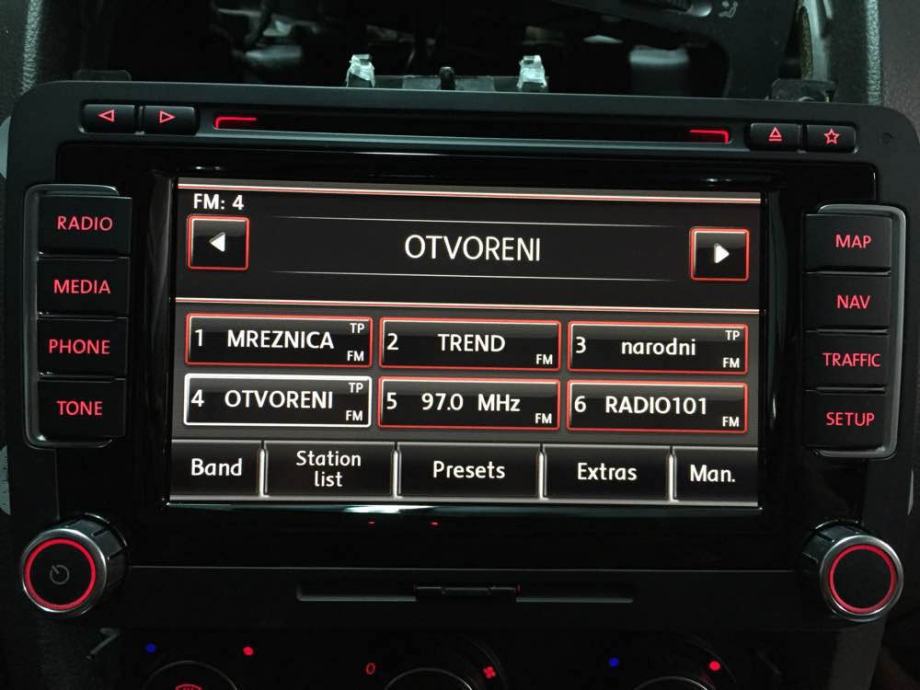 FM: 4
OTVORENI
RADIO
MEDIA
PHONE
TONE
MAP
NAV
TRAFFIC
SETUP
1 MREZNICA TP FM
2 TREND FM
3 narodni TP FM
4 OTVORENI TP FM
5 97.0 MHz FM
6 RADIO101 FM
Band
Station
list
Presets
Extras
Man.
0